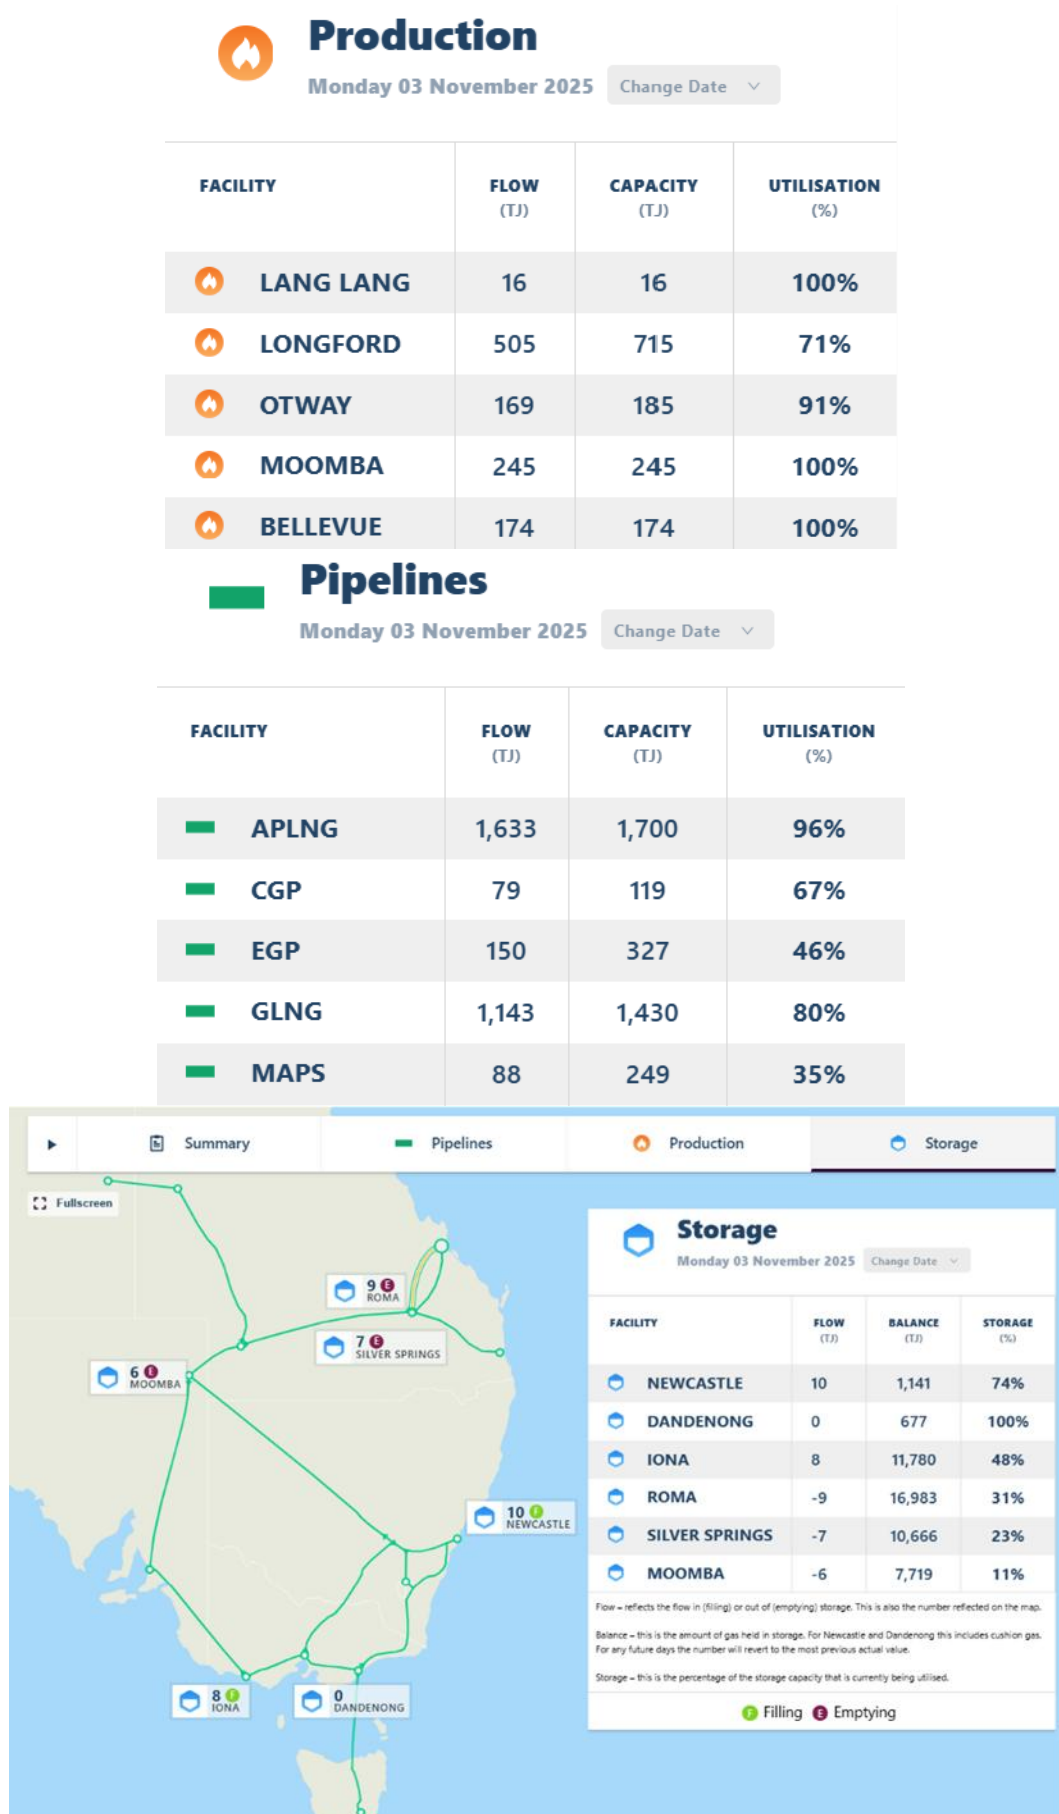 Production
Monday 03 November 2025 Change Date
FACILITY FLOW (TJ) CAPACITY (TJ) UTILISATION (%)
LANG LANG 16 16 100%
LONGFORD 505 715 71%
OTWAY 169 185 91%
MOOMBA 245 245 100%
BELLEVUE 174 174 100%
Pipelines
Monday 03 November 2025 Change Date
FACILITY FLOW (TJ) CAPACITY (TJ) UTILISATION (%)
APLNG 1,633 1,700 96%
CGP 79 119 67%
EGP 150 327 46%
GLNG 1,143 1,430 80%
MAPS 88 249 35%
Summary Pipelines Production Storage
Fullscreen
9 E
ROMA
7 E
SILVER SPRINGS
6 E
MOOMBA
10 F
NEWCASTLE
8 F
IONA
0
DANDENONG
Storage
Monday 03 November 2025 Change Date
FACILITY FLOW (TJ) BALANCE (TJ) STORAGE (%)
NEWCASTLE 10 1,141 74%
DANDENONG 0 677 100%
IONA 8 11,780 48%
ROMA -9 16,983 31%
SILVER SPRINGS -7 10,666 23%
MOOMBA -6 7,719 11%
Flow – reflects the flow in (filling) or out of (emptying) storage. This is also the number reflected on the map.
Balance – this is the amount of gas held in storage. For Newcastle and Dandenong this includes cushion gas.
For any future days the number will revert to the most previous actual value.
Storage – this is the percentage of the storage capacity that is currently being utilised.
F Filling E Emptying